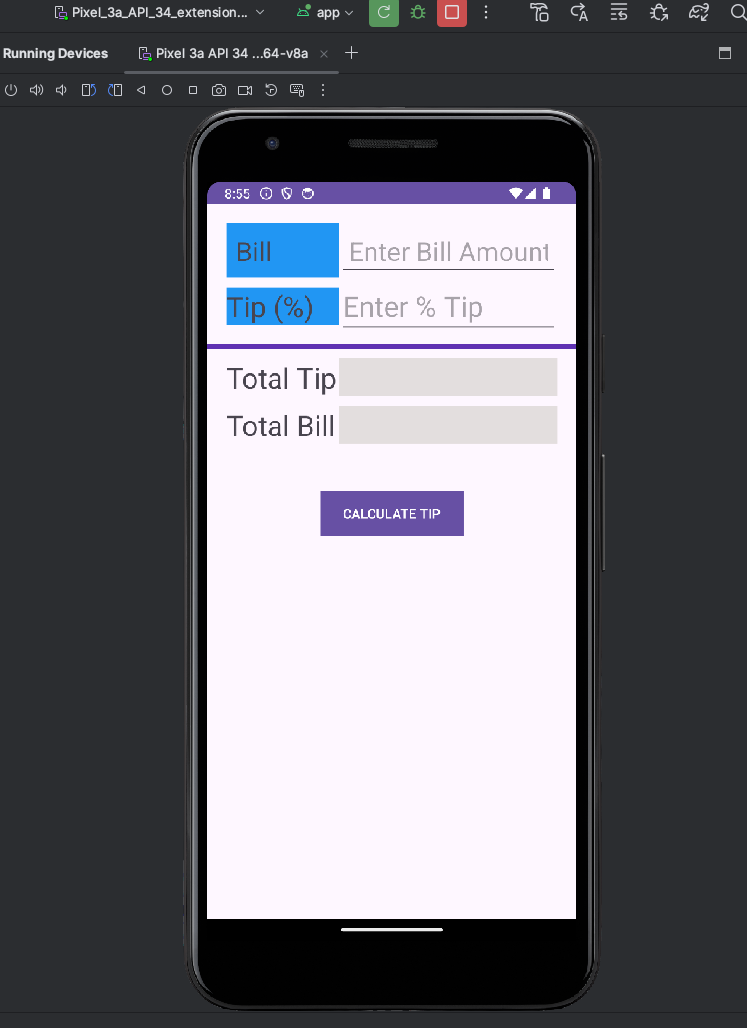 Pixel_3a_API_34_extension... app
Running Devices Pixel 3a API 34 ...64-v8a
8:55
Bill Enter Bill Amount
Tip (%) Enter % Tip
Total Tip
Total Bill
CALCULATE TIP